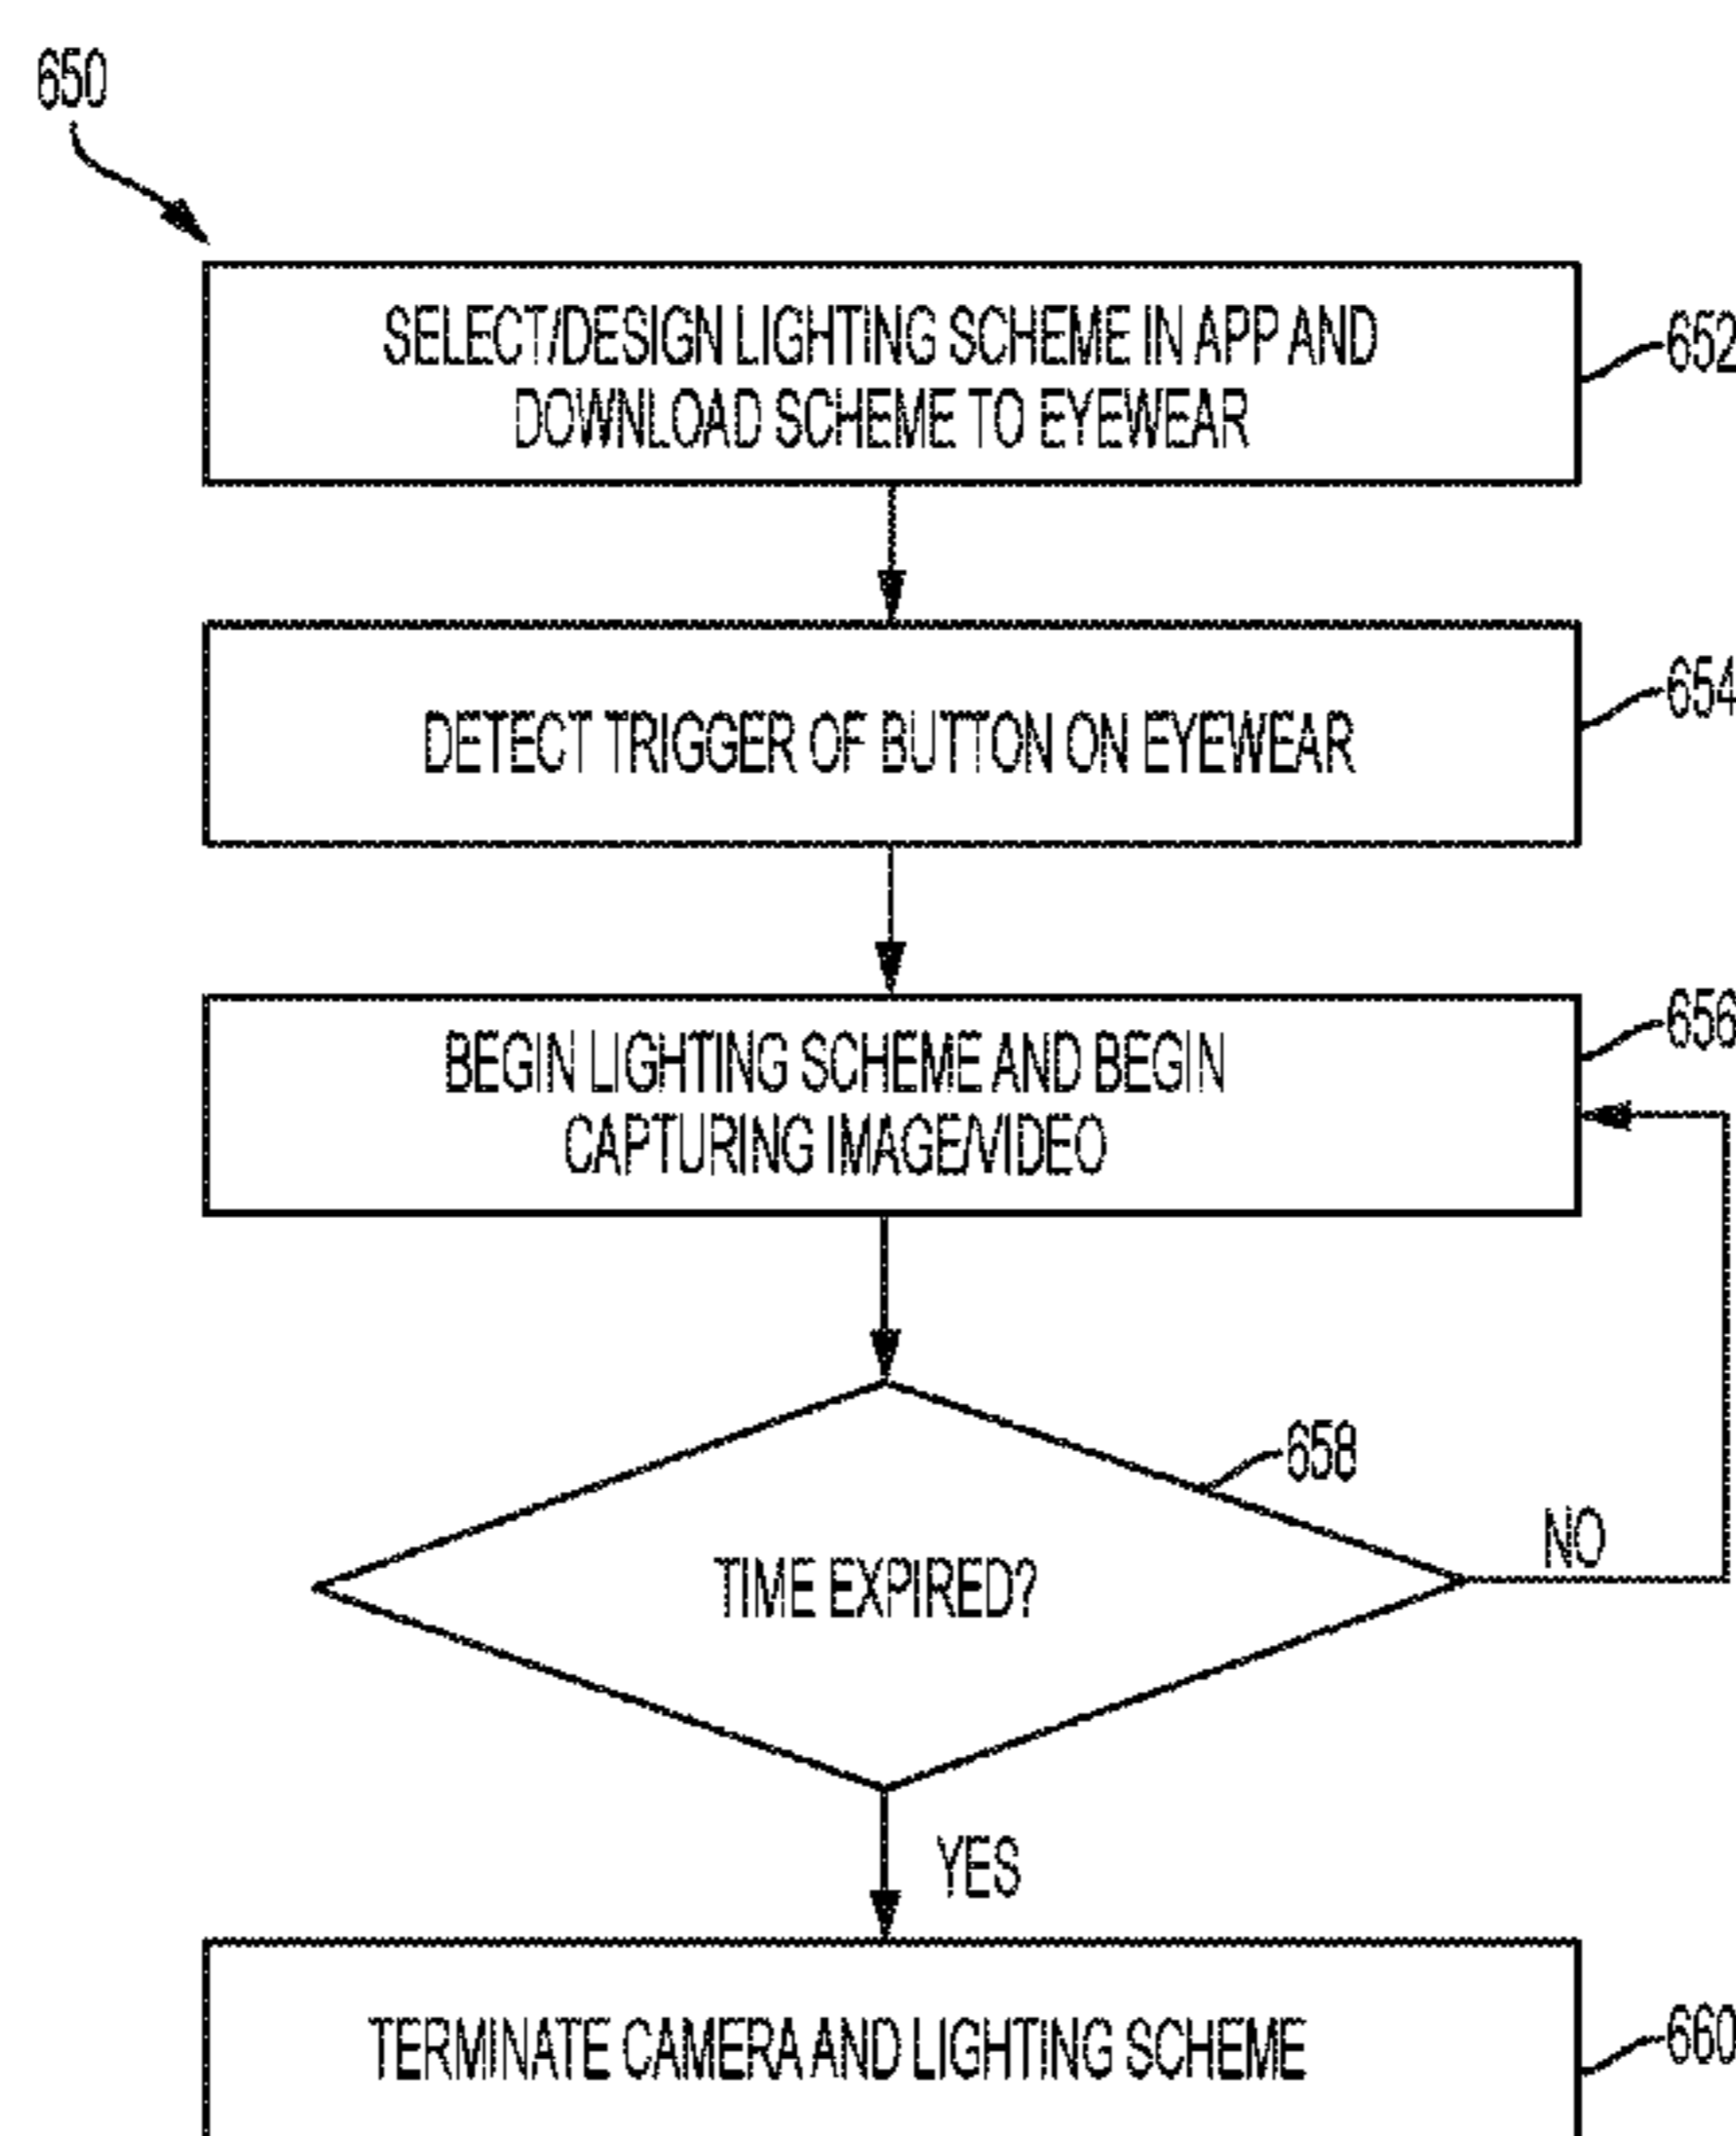 650
SELECT/DESIGN LIGHTING SCHEME IN APP AND
DOWNLOAD SCHEME TO EYEWEAR
652
DETECT TRIGGER OF BUTTON ON EYEWEAR
654
BEGIN LIGHTING SCHEME AND BEGIN
CAPTURING IMAGE/VIDEO
656
658
TIME EXPIRED?
NO
YES
TERMINATE CAMERA AND LIGHTING SCHEME
660